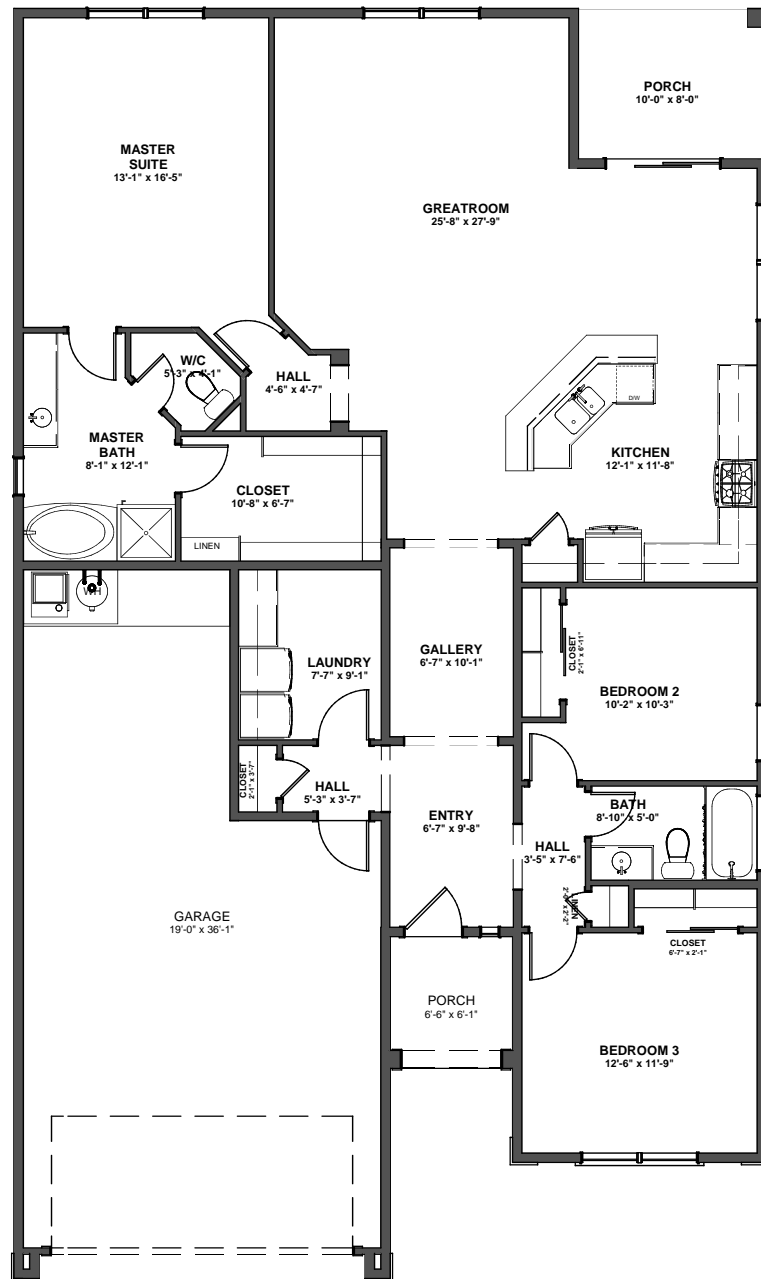 PORCH
10'-0" x 8'-0"
MASTER
SUITE
13'-1" x 16'-5"
GREATROOM
25'-8" x 27'-9"
W/C
5'-3" x 4'-1"
HALL
4'-6" x 4'-7"
D/W
MASTER
BATH
8'-1" x 12'-1"
KITCHEN
12'-1" x 11'-8"
CLOSET
10'-8" x 6'-7"
LINEN
WH
LAUNDRY
7'-7" x 9'-1"
GALLERY
6'-7" x 10'-1"
CLOSET
2'-1" x 6'-11"
BEDROOM 2
10'-2" x 10'-3"
CLOSET
2'-1" x 3'-7"
HALL
5'-3" x 3'-7"
ENTRY
6'-7" x 9'-8"
BATH
8'-10" x 5'-0"
HALL
3'-5" x 7'-6"
LINEN
GARAGE
19'-0" x 36'-1"
CLOSET
6'-7" x 2'-1"
PORCH
6'-6" x 6'-1"
BEDROOM 3
12'-6" x 11'-9"